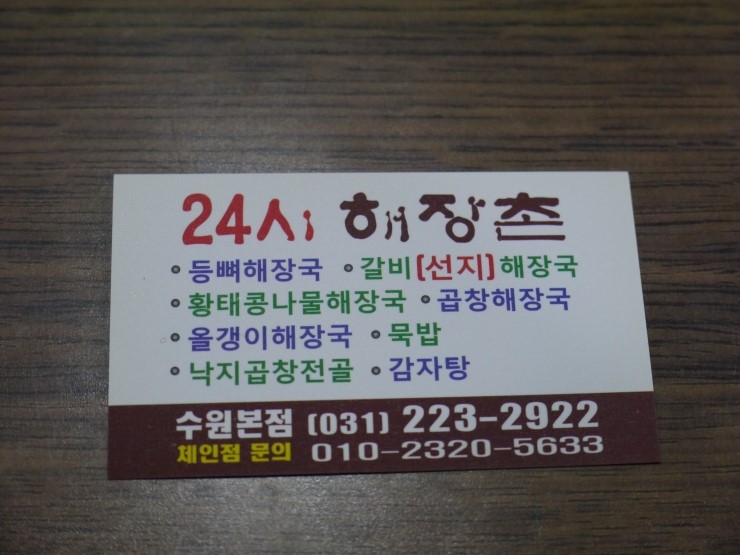 24시 해장촌
• 등뼈해장국 • 갈비(선지)해장국
• 황태콩나물해장국 • 곱창해장국
• 올갱이해장국 • 묵밥
• 낙지곱창전골 • 감자탕
수원본점 (031) 223-2922
체인점 문의 010-2320-5633